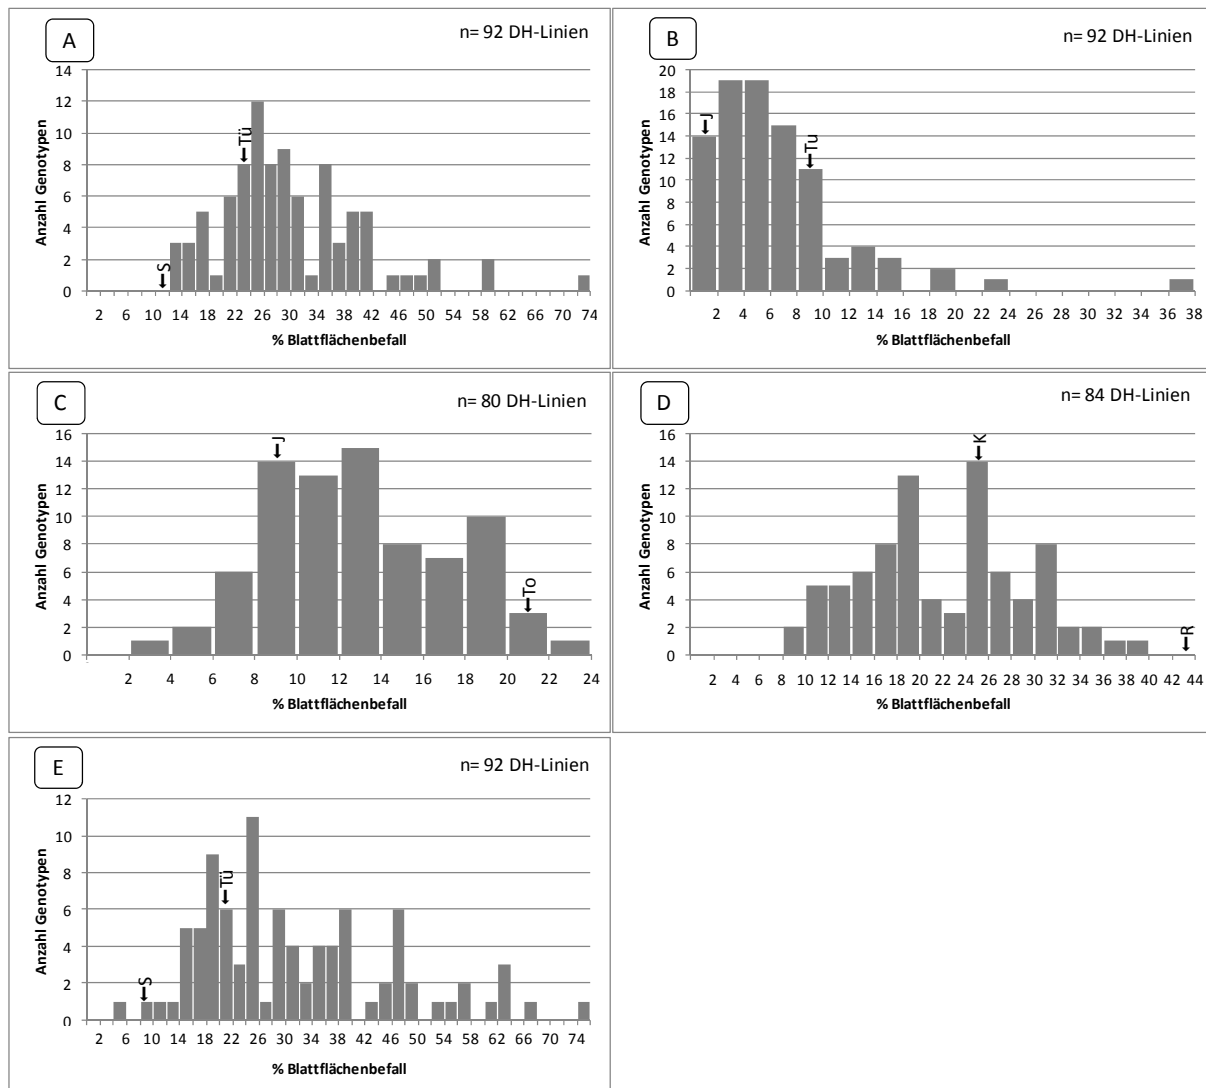 A
n= 92 DH-Linien
Anzahl Genotypen
14
12
10
8
6
4
2
0
S
Tü
2 6 10 14 18 22 26 30 34 38 42 46 50 54 58 62 66 70 74
% Blattflächenbefall
B
n= 92 DH-Linien
Anzahl Genotypen
20
18
16
14
12
10
8
6
4
2
0
J
Tu
2 4 6 8 10 12 14 16 18 20 22 24 26 28 30 32 34 36 38
% Blattflächenbefall
C
n= 80 DH-Linien
Anzahl Genotypen
16
14
12
10
8
6
4
2
0
J
To
2 4 6 8 10 12 14 16 18 20 22 24
% Blattflächenbefall
D
n= 84 DH-Linien
Anzahl Genotypen
16
14
12
10
8
6
4
2
0
K
R
2 4 6 8 10 12 14 16 18 20 22 24 26 28 30 32 34 36 38 40 42 44
% Blattflächenbefall
E
n= 92 DH-Linien
Anzahl Genotypen
12
10
8
6
4
2
0
S
Tü
2 6 10 14 18 22 26 30 34 38 42 46 50 54 58 62 66 70 74
% Blattflächenbefall